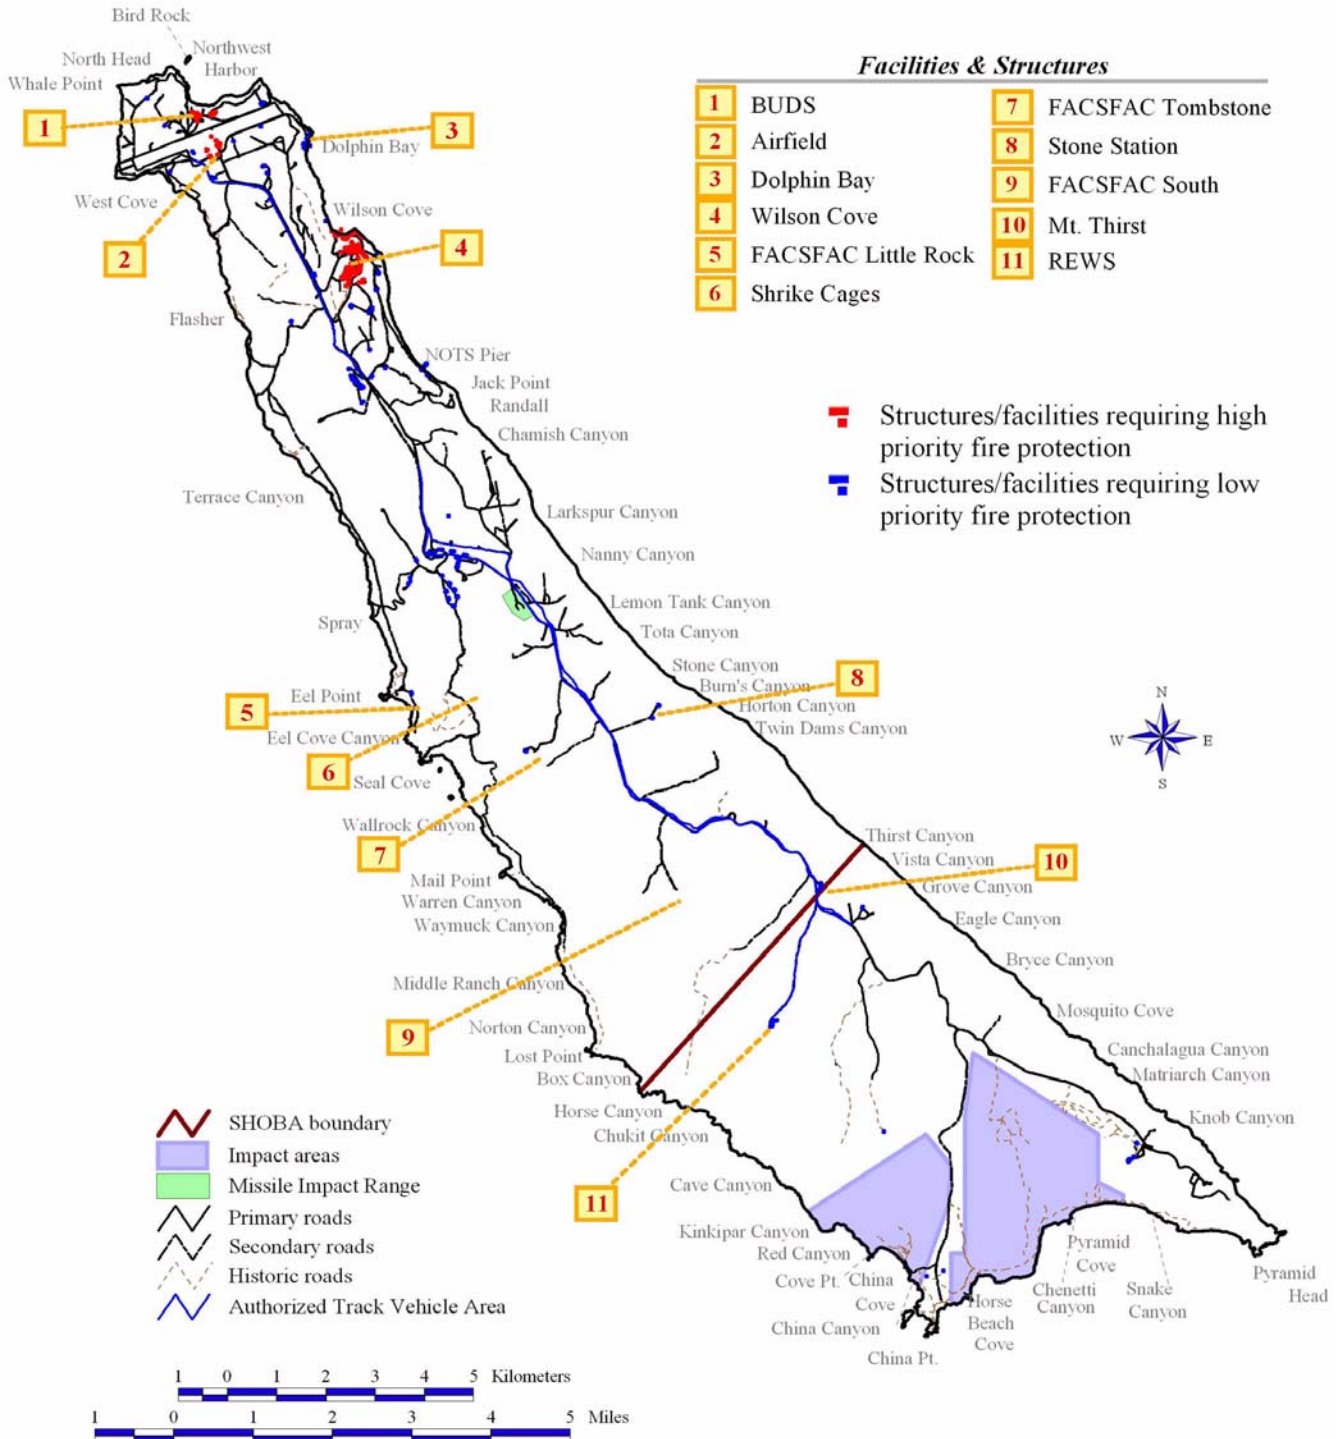 Bird Rock
North Head
Northwest
Harbor
Whale Point
1
3
Dolphin Bay
West Cove
Wilson Cove
2
4
Flasher
NOTS Pier
Jack Point
Randall
Chamish Canyon
Terrace Canyon
Larkspur Canyon
Nanny Canyon
Lemon Tank Canyon
Spray
Tota Canyon
Stone Canyon
Burn's Canyon
8
Eel Point
Horton Canyon
5
Twin Dams Canyon
Eel Cove Canyon
6
Seal Cove
Wallrock Canyon
7
Thirst Canyon
Vista Canyon
10
Mail Point
Grove Canyon
Warren Canyon
Waymuck Canyon
Eagle Canyon
Bryce Canyon
Middle Ranch Canyon
Mosquito Cove
9
Norton Canyon
Lost Point
Canchalagua Canyon
Box Canyon
Matriarch Canyon
Horse Canyon
Knob Canyon
Chukit Canyon
Cave Canyon
11
Kinkipar Canyon
Red Canyon
Cove Pt.
China
Cove
China Canyon
China Pt.
Horse
Beach
Cove
Pyramid
Cove
Chenetti
Canyon
Snake
Canyon
Pyramid
Head
Facilities & Structures
1 BUDS
2 Airfield
3 Dolphin Bay
4 Wilson Cove
5 FACSFAC Little Rock
6 Shrike Cages
7 FACSFAC Tombstone
8 Stone Station
9 FACSFAC South
10 Mt. Thirst
11 REWS
Structures/facilities requiring high
priority fire protection
Structures/facilities requiring low
priority fire protection
N
W E
S
SHOBA boundary
Impact areas
Missile Impact Range
Primary roads
Secondary roads
Historic roads
Authorized Track Vehicle Area
1 0 1 2 3 4 5 Kilometers
1 0 1 2 3 4 5 Miles